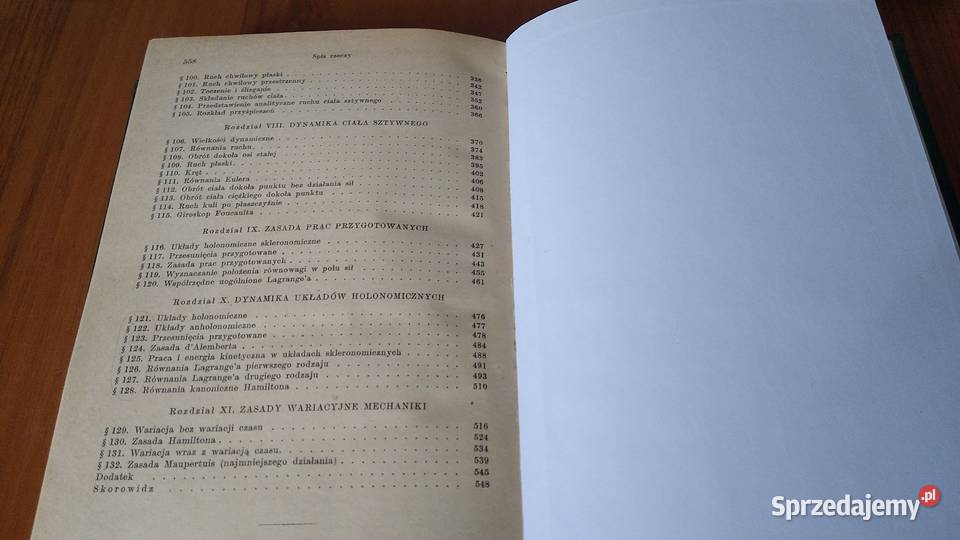 558 Spis rzeczy
§ 100. Ruch chwilowy płaski 338
§ 101. Ruch chwilowy przestrzenny 342
§ 102. Toczenie i ślizganie 347
§ 103. Składanie ruchów ciała 352
§ 104. Przedstawienie analityczne ruchu ciała sztywnego 360
§ 105. Rozkład przyśpieszeń 366
Rozdział VIII. DYNAMIKA CIAŁA SZTYWNEGO
§ 106. Wielkości dynamiczne 370
§ 107. Równania ruchu 374
§ 108. Obrót dokoła osi stałej 383
§ 109. Ruch płaski 395
§ 110. Kręt 402
§ 111. Równania Eulera 406
§ 112. Obrót ciała dokoła punktu bez działania sił 408
§ 113. Obrót ciała ciężkiego dokoła punktu 415
§ 114. Ruch kuli po płaszczyźnie 418
§ 115. Giroskop Foucaulta 421
Rozdział IX. ZASADA PRAC PRZYGOTOWANYCH
§ 116. Układy holonomiczne skleronomiczne 427
§ 117. Przesunięcia przygotowane 431
§ 118. Zasada prac przygotowanych 443
§ 119. Wyznaczanie położenia równowagi w polu sił 455
§ 120. Współrzędne uogólnione Lagrange'a 461
Rozdział X. DYNAMIKA UKŁADÓW HOLONOMICZNYCH
§ 121. Układy holonomiczne 476
§ 122. Układy anholonomiczne 477
§ 123. Przesunięcia przygotowane 478
§ 124. Zasada d'Alemberta 484
§ 125. Praca i energia kinetyczna w układach skleronomicznych 488
§ 126. Równania Lagrange'a pierwszego rodzaju 491
§ 127. Równania Lagrange'a drugiego rodzaju 493
§ 128. Równania kanoniczne Hamiltona 510
Rozdział XI. ZASADY WARIACYJNE MECHANIKI
§ 129. Wariacja bez wariacji czasu 516
§ 130. Zasada Hamiltona 524
§ 131. Wariacja wraz z wariacją czasu 534
§ 132. Zasada Maupertuis (najmniejszego działania) 539
Dodatek 545
Skorowidz 548
Sprzedajemy.pl